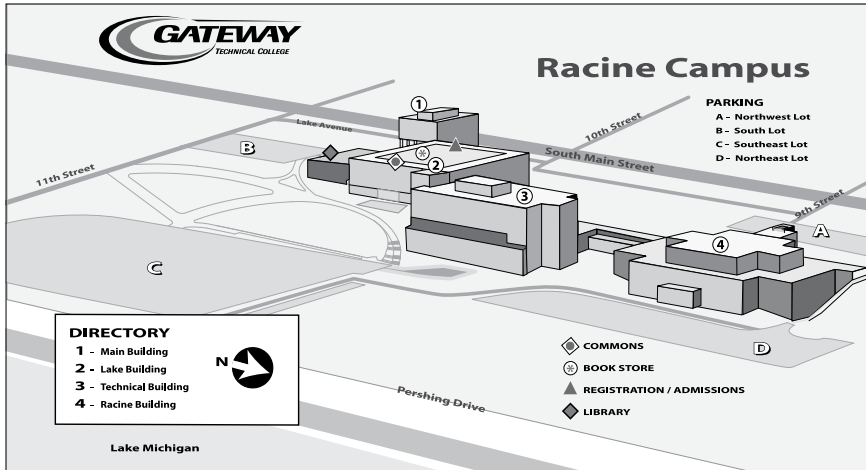 GATEWAY
TECHNICAL COLLEGE
Racine Campus
PARKING
A – Northwest Lot
B – South Lot
C – Southeast Lot
D – Northeast Lot
1
Lake Avenue
10th Street
South Main Street
11th Street
B
2
3
9th Street
A
4
C
D
DIRECTORY
1 - Main Building
2 - Lake Building
3 - Technical Building
4 - Racine Building
N
COMMONS
BOOK STORE
REGISTRATION / ADMISSIONS
LIBRARY
Pershing Drive
Lake Michigan